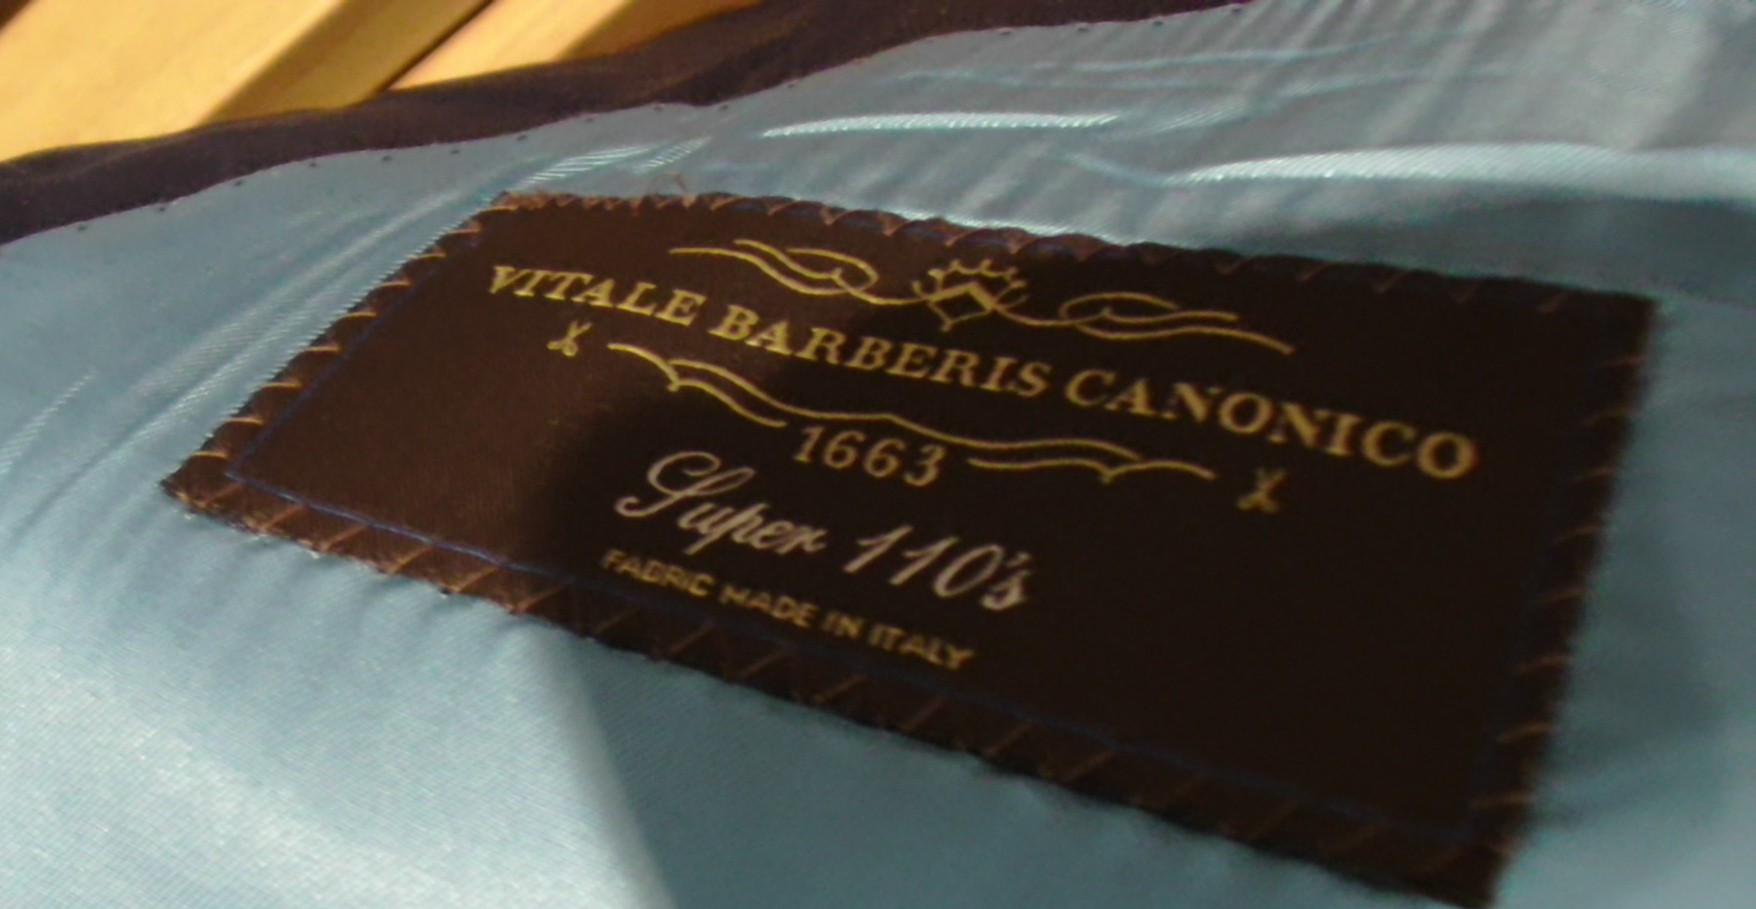 VITALE BARBERIS CANONICO
1663
Super 110's
FABRIC MADE IN ITALY